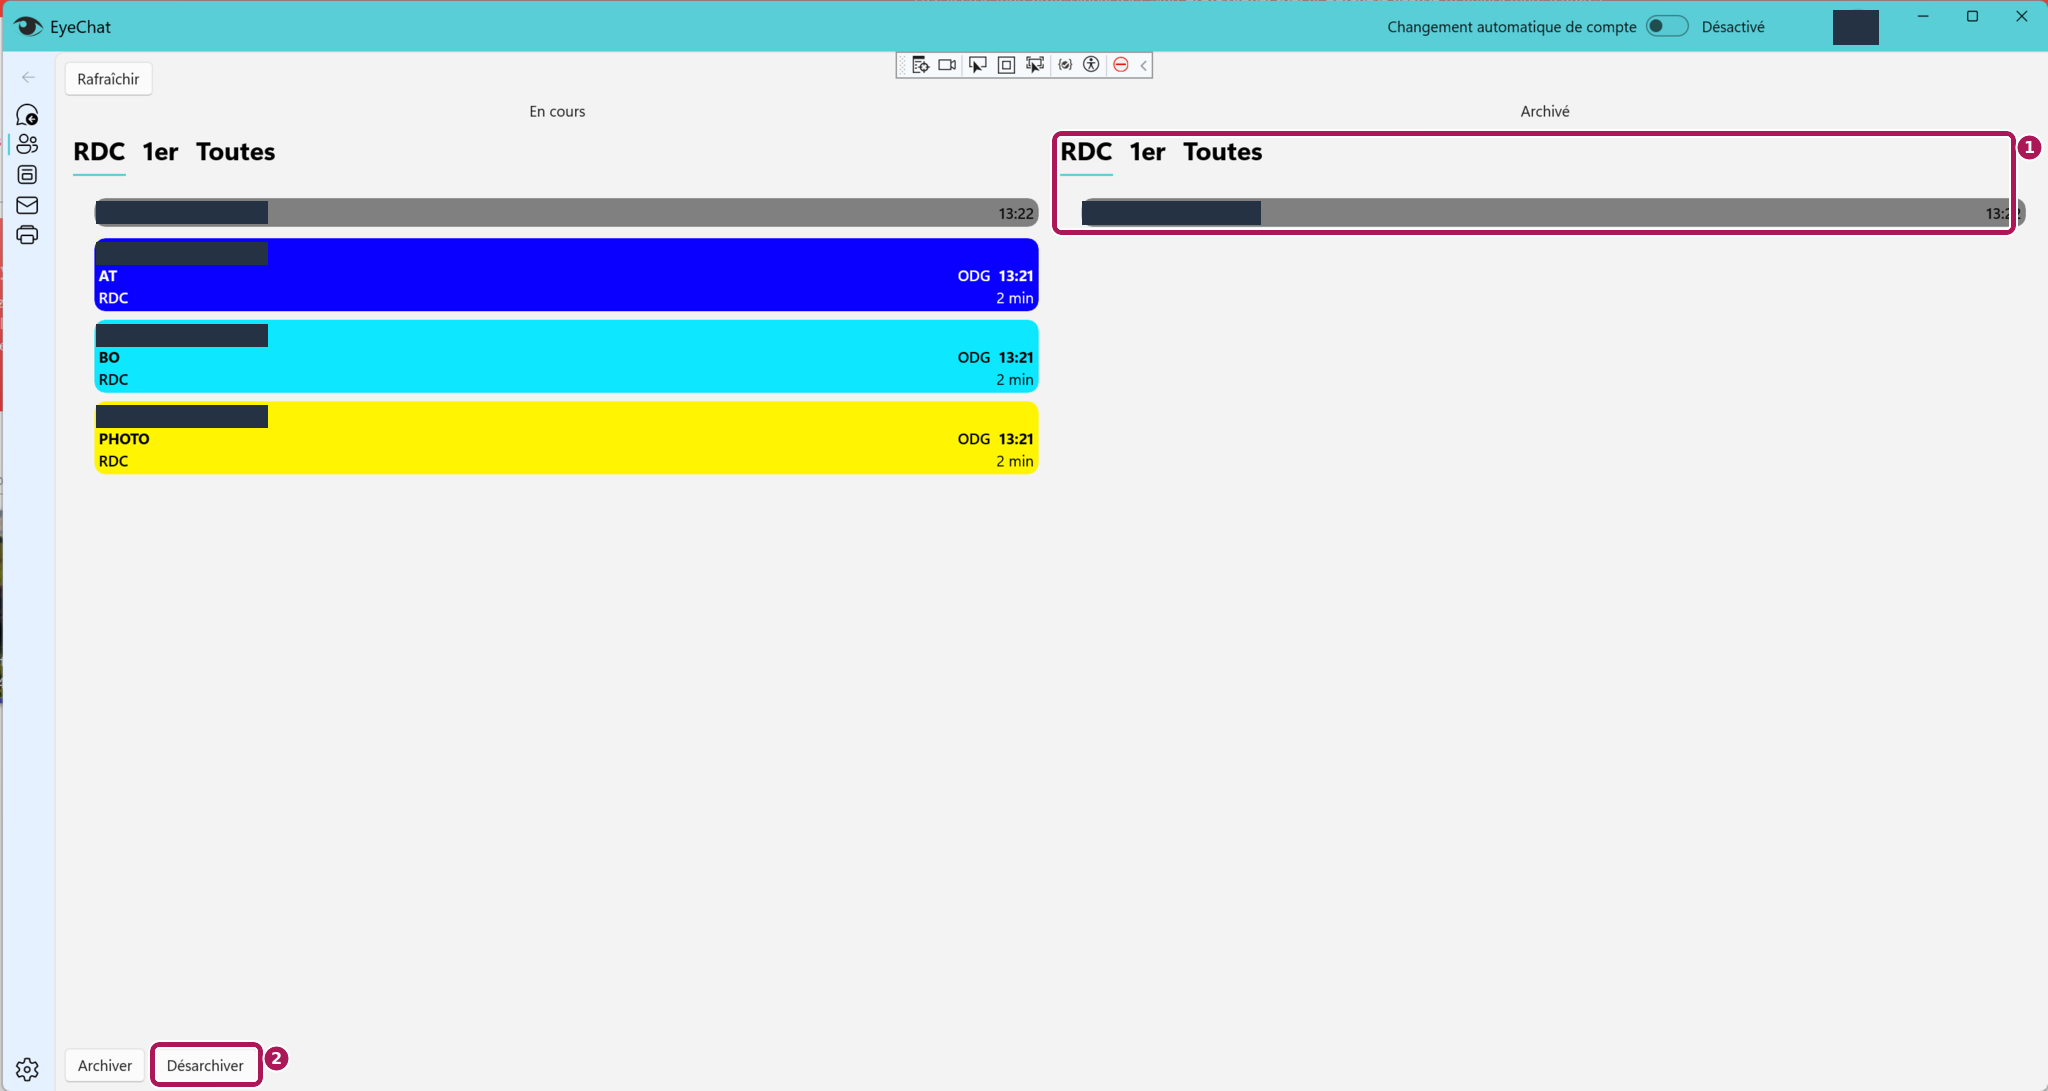 EyeChat
Changement automatique de compte Désactivé
Rafraîchir
En cours
Archivé
RDC 1er Toutes
RDC 1er Toutes
1
13:22
13:22
AT ODG 13:21
RDC 2 min
BO ODG 13:21
RDC 2 min
PHOTO ODG 13:21
RDC 2 min
Archiver Désarchiver 2